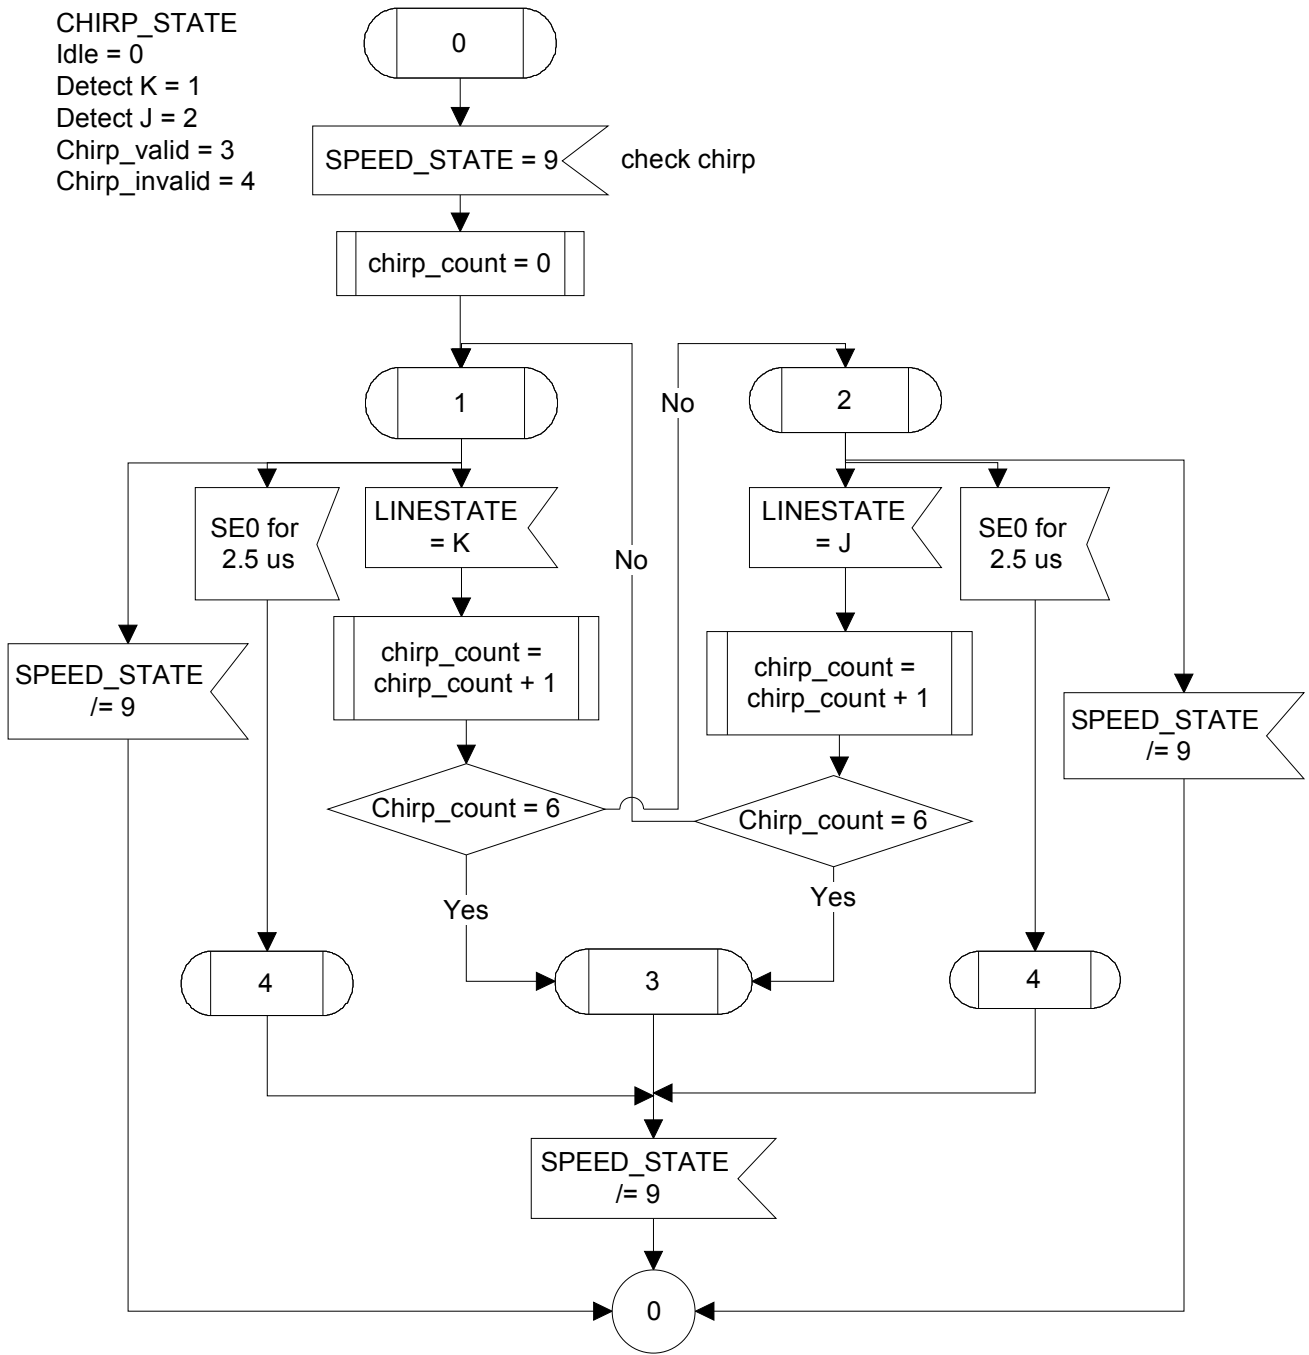 CHIRP_STATE
Idle = 0
Detect K = 1
Detect J = 2
Chirp_valid = 3
Chirp_invalid = 4
0
SPEED_STATE = 9
check chirp
chirp_count = 0
1
2
No
No
SE0 for
2.5 us
LINESTATE
= K
LINESTATE
= J
SE0 for
2.5 us
SPEED_STATE
/= 9
chirp_count =
chirp_count + 1
chirp_count =
chirp_count + 1
SPEED_STATE
/= 9
Chirp_count = 6
Chirp_count = 6
Yes
Yes
4
3
4
SPEED_STATE
/= 9
0